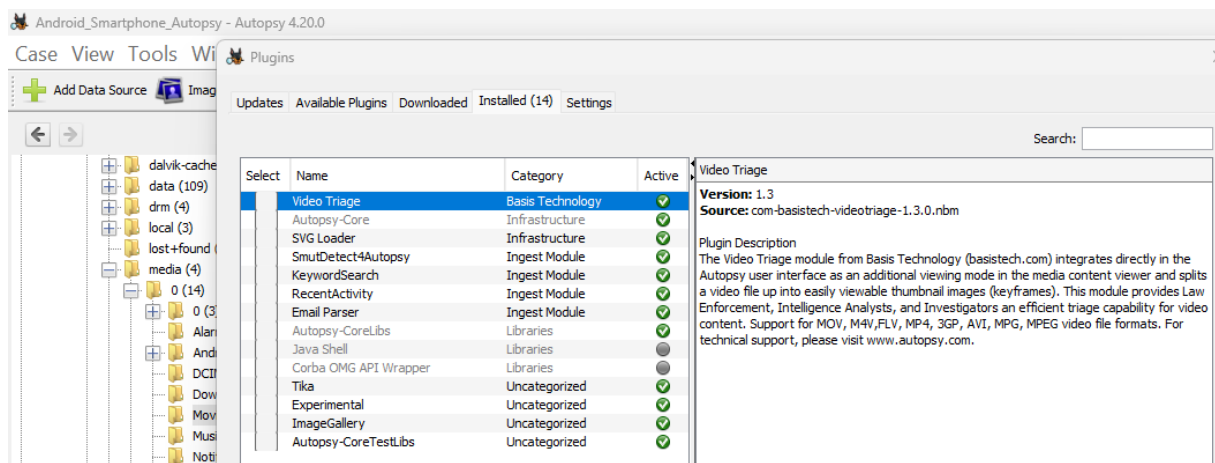 Android_Smartphone_Autopsy - Autopsy 4.20.0
Case View Tools
Plugins
Add Data Source
Updates Available Plugins Downloaded Installed (14) Settings
Search:
dalvik-cache
data (109)
drm (4)
local (3)
lost+found
media (4)
0 (14)
Select Name Category Active
Video Triage Basis Technology
Autopsy-Core Infrastructure
SVG Loader Infrastructure
SmutDetect4Autopsy Ingest Module
KeywordSearch Ingest Module
RecentActivity Ingest Module
Email Parser Ingest Module
Autopsy-CoreLibs Libraries
Java Shell Libraries
Corba OMG API Wrapper Libraries
Tika Uncategorized
Experimental Uncategorized
ImageGallery Uncategorized
Autopsy-CoreTestLibs Uncategorized
Video Triage
Version: 1.3
Source: com-basistech-videotriage-1.3.0.nbm
Plugin Description
The Video Triage module from Basis Technology (basistech.com) integrates directly in the
Autopsy user interface as an additional viewing mode in the media content viewer and splits
a video file up into easily viewable thumbnail images (keyframes). This module provides Law
Enforcement, Intelligence Analysts, and Investigators an efficient triage capability for video
content. Support for MOV, M4V,FLV, MP4, 3GP, AVI, MPG, MPEG video file formats. For
technical support, please visit www.autopsy.com.